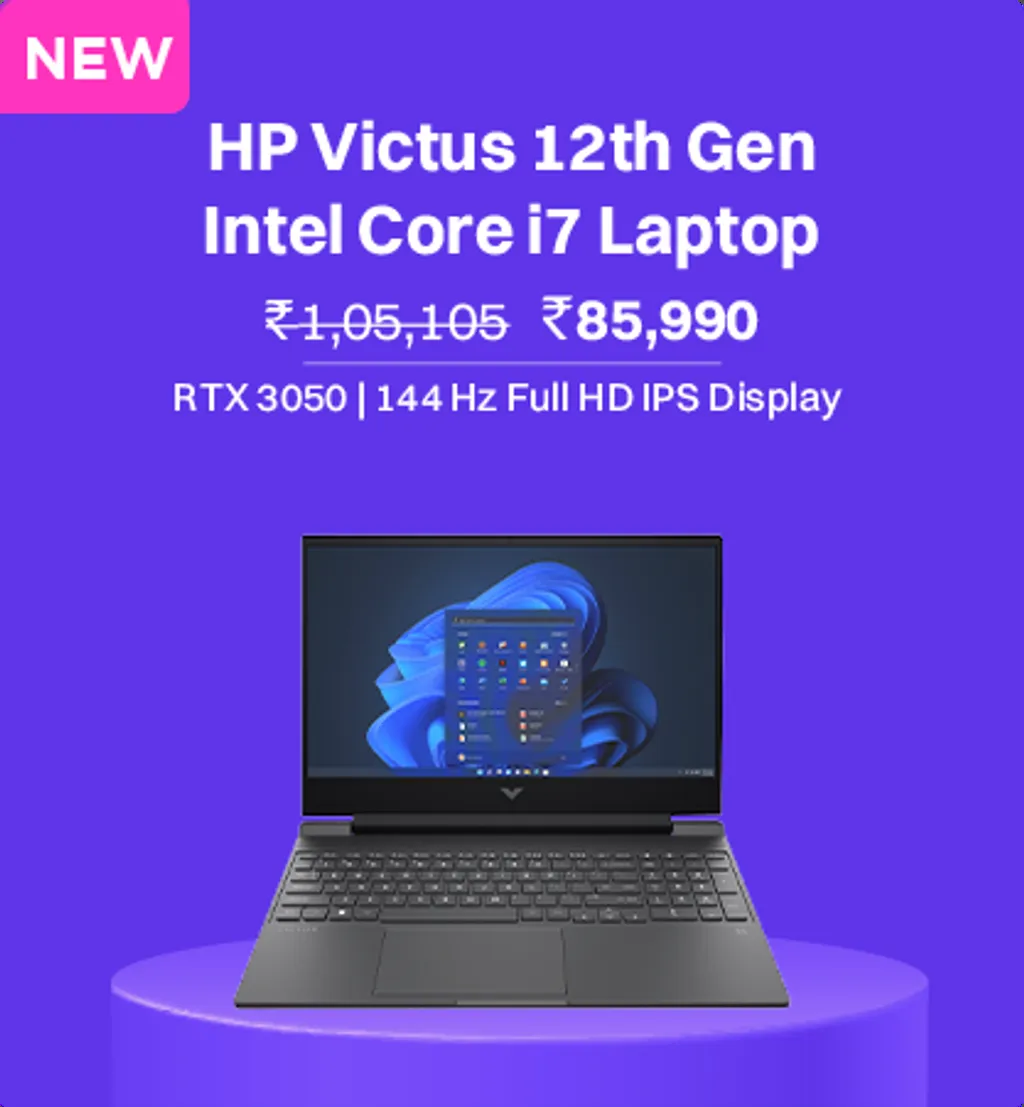 NEW
HP Victus 12th Gen
Intel Core i7 Laptop
₹1,05,105 ₹85,990
RTX 3050 | 144 Hz Full HD IPS Display